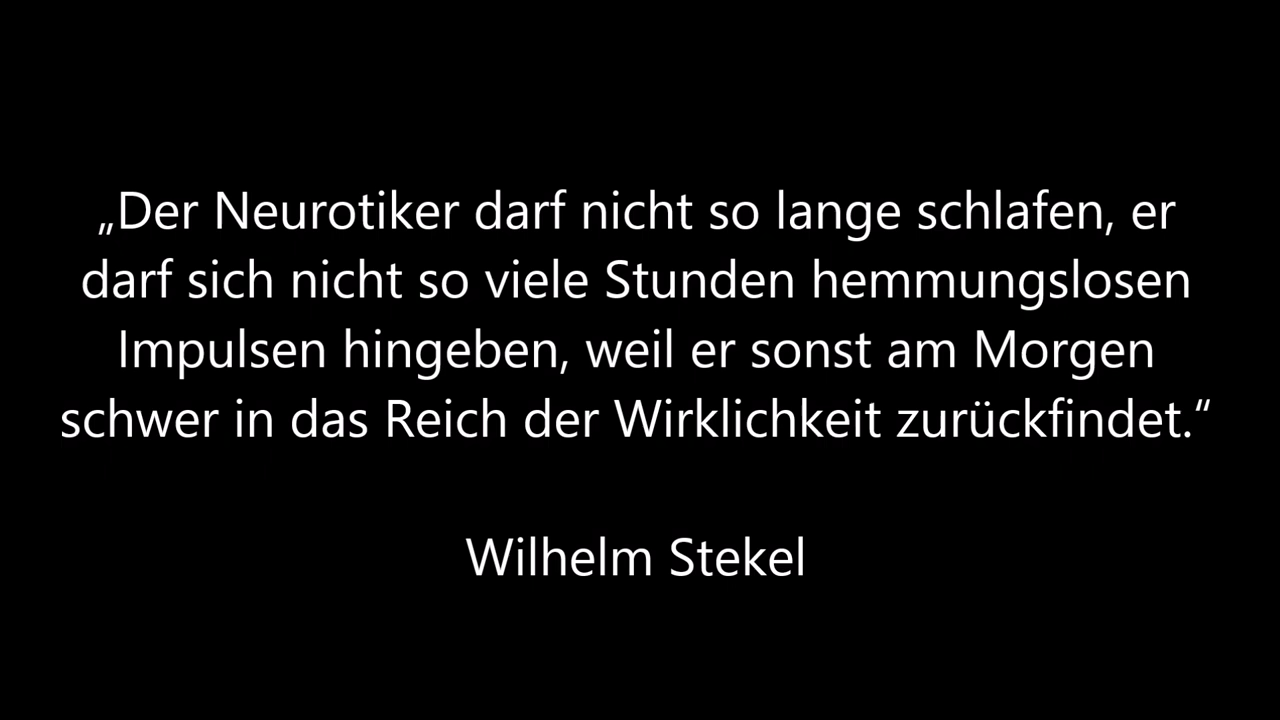 „Der Neurotiker darf nicht so lange schlafen, er
darf sich nicht so viele Stunden hemmungslosen
Impulsen hingeben, weil er sonst am Morgen
schwer in das Reich der Wirklichkeit zurückfindet.“
Wilhelm Stekel